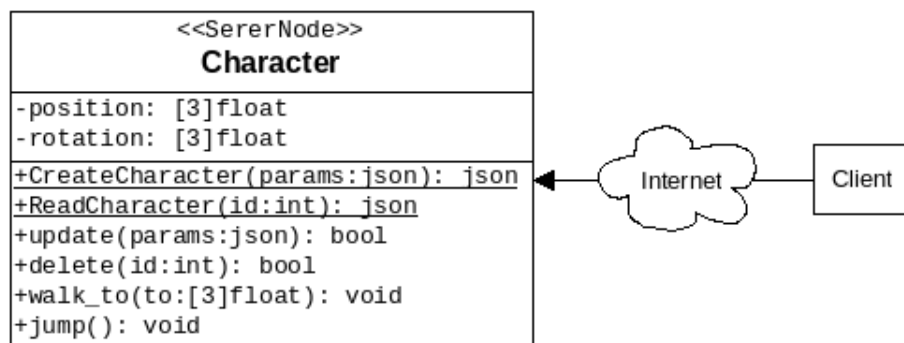 <<SererNode>>
Character
-position: [3]float
-rotation: [3]float
+CreateCharacter(params:json): json
+ReadCharacter(id:int): json
+update(params:json): bool
+delete(id:int): bool
+walk_to(to:[3]float): void
+jump(): void
Internet
Client